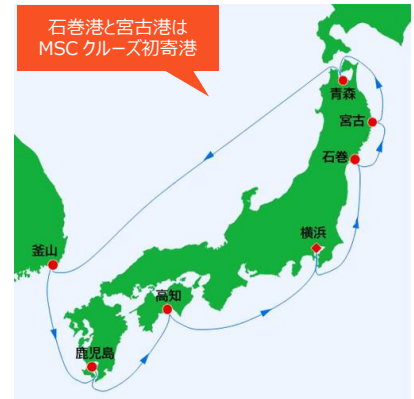 石巻港と宮古港は
MSC クルーズ初寄港
青森
宮古
石巻
横浜
釜山
高知
鹿児島